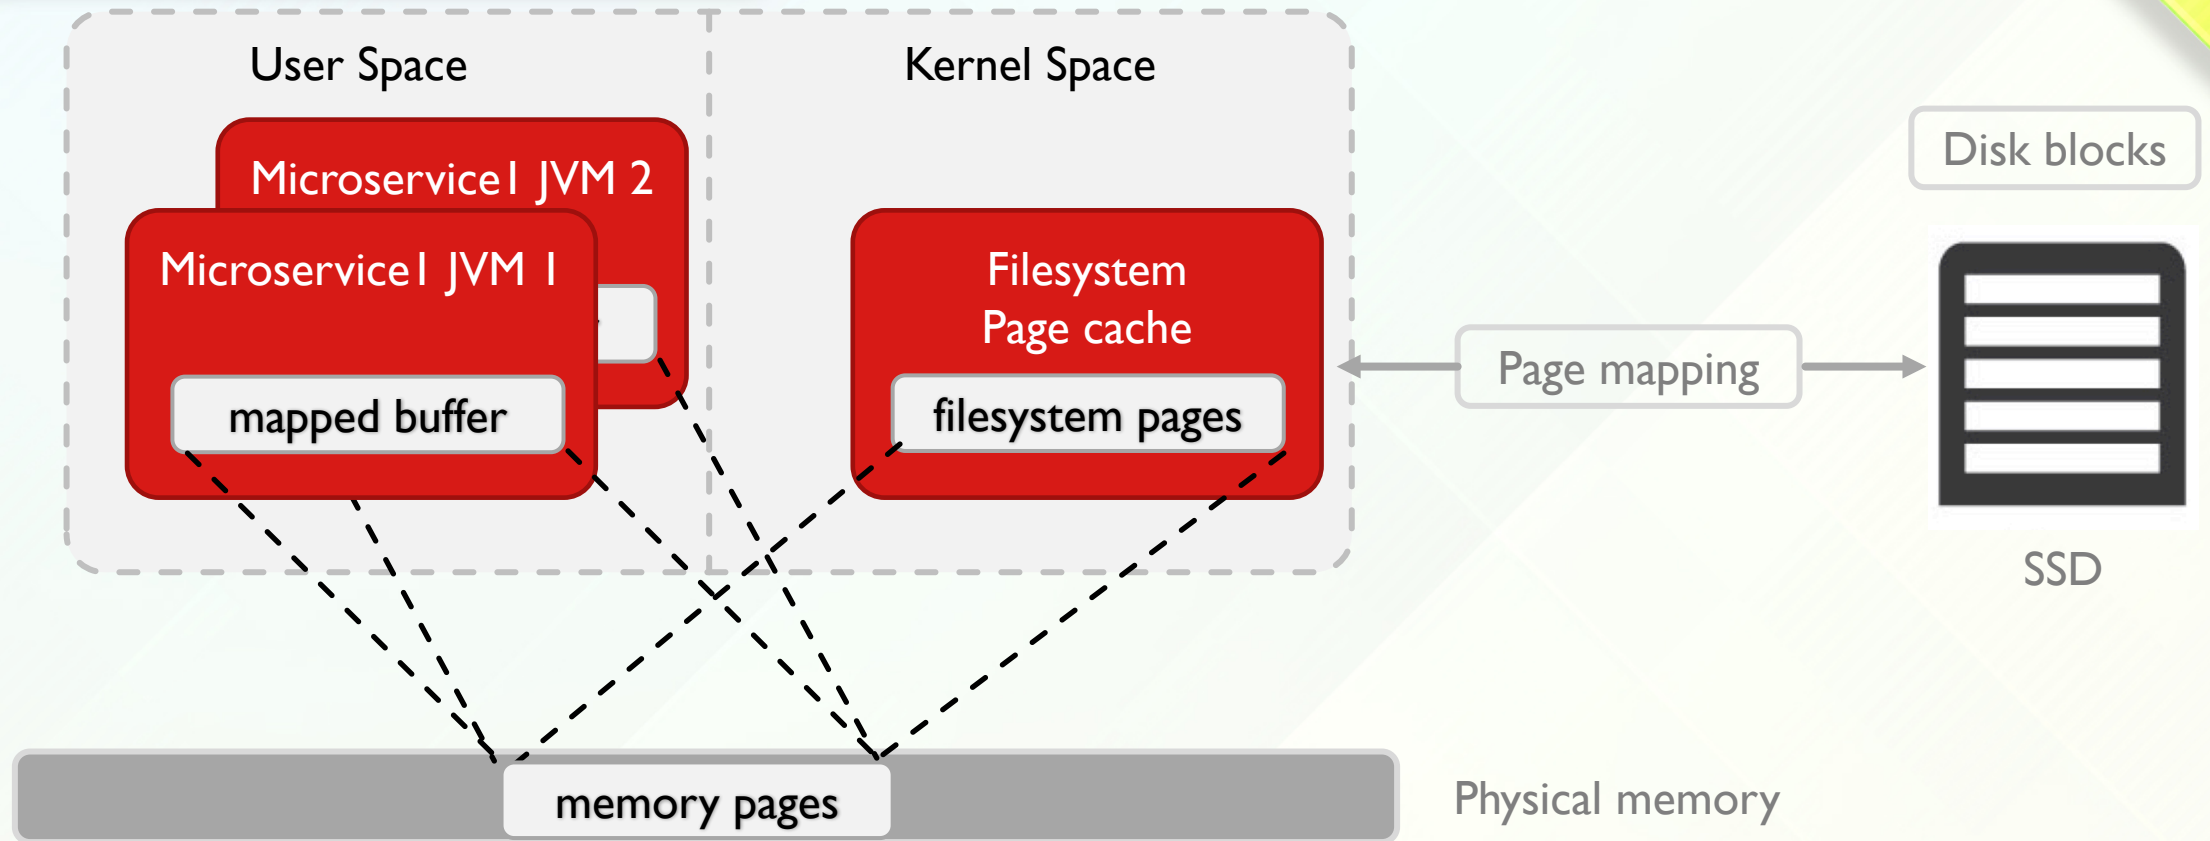 User Space
Kernel Space
Disk blocks
Microservice1 JVM 2
Microservice1 JVM 1
Filesystem
Page cache
Page mapping
mapped buffer
filesystem pages
SSD
memory pages
Physical memory